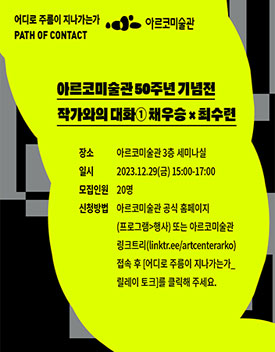 어디로 주름이 지나가는가
PATH OF CONTACT
아르코미술관
아르코미술관 50주년 기념전
작가와의 대화① 채우승 × 최수련
장소 아르코미술관 3층 세미나실
일시 2023.12.29(금) 15:00-17:00
모집인원 20명
신청방법 아르코미술관 공식 홈페이지
(프로그램>행사) 또는 아르코미술관
링크트리(linktr.ee/artcenterarko)
접속 후 [어디로 주름이 지나가는가_
릴레이 토크]를 클릭해 주세요.